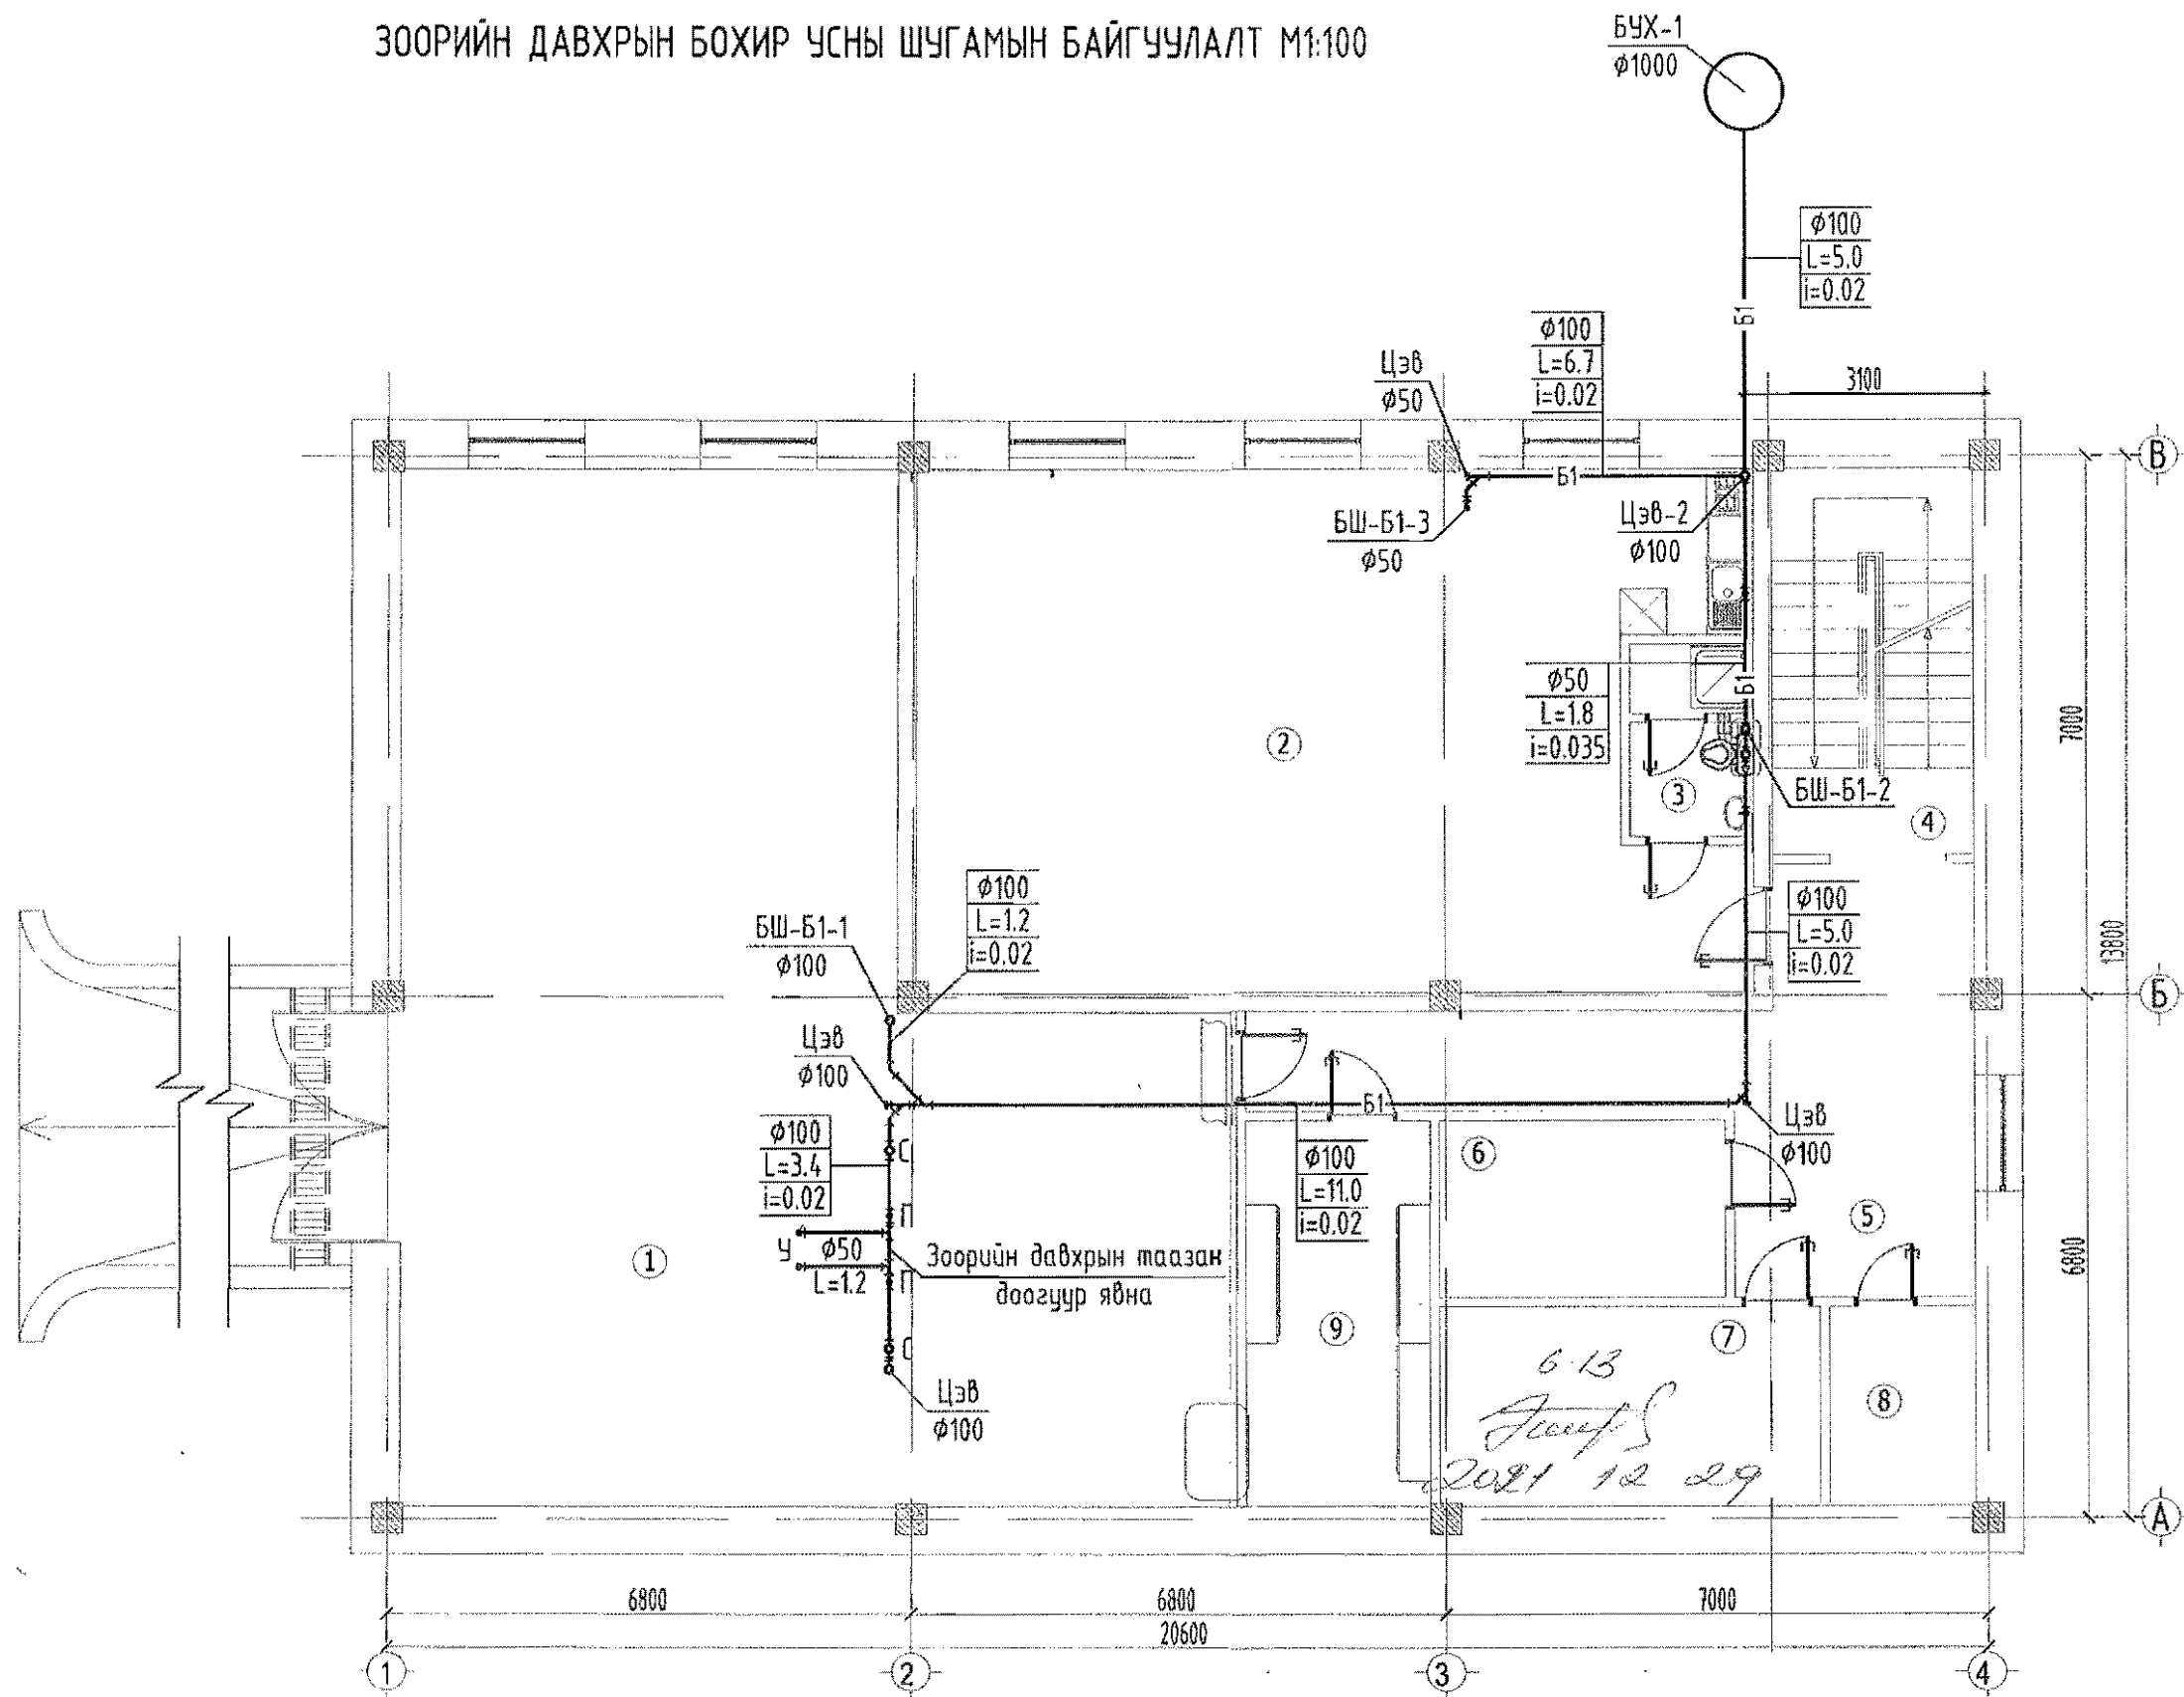 ЗООРИЙН ДАВХРЫН БОХИР УСНЫ ШУГАМЫН БАЙГУУЛАЛТ М1:100
БУХ-1
ϕ1000
ϕ100
L=5.0
i=0.02
Б1
ϕ100
L=6.7
i=0.02
Цэв
ϕ50
3100
В
Б1
БШ-Б1-3
ϕ50
Цэв-2
ϕ100
ϕ50
L=1.8
i=0.035
Б1
2
3
БШ-Б1-2
4
7000
13800
ϕ100
L=1.2
i=0.02
БШ-Б1-1
ϕ100
ϕ100
L=5.0
i=0.02
Б
Цэв
ϕ100
Б1
Цэв
ϕ100
ϕ100
L=3.4
i=0.02
С
П
6
ϕ100
L=11.0
i=0.02
5
У
ϕ50
L=1.2
П
1
Зоорийн давхрын таазан
доогуур явна
6800
9
7
С
Цэв
ϕ100
8
6-13
2021 12 29
А
6800
6800
7000
20600
1
2
3
4